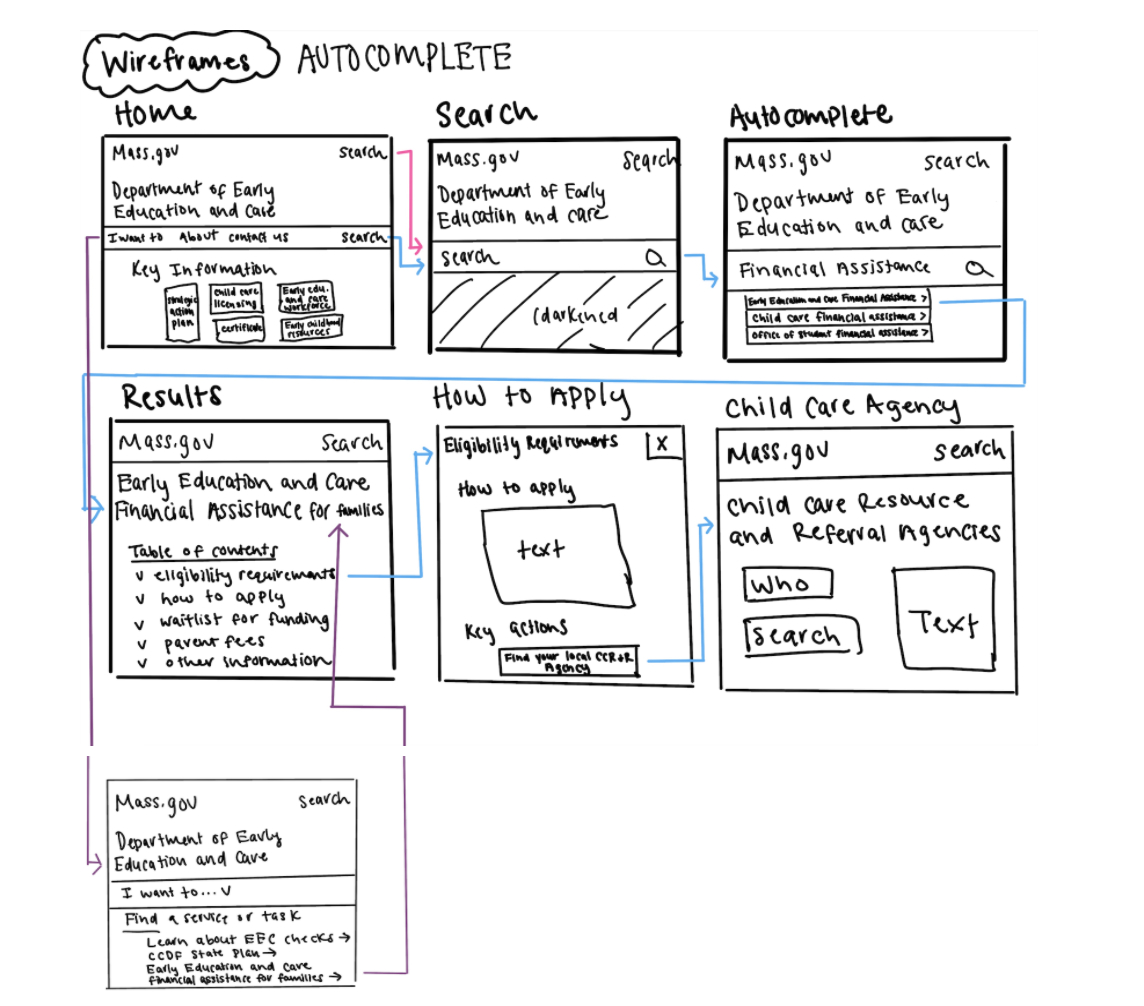 Wireframes AUTOCOMPLETE
Home
Mass.gov search
Department of Early
Education and Care
I want to About contact us search
Key Information
strategic
action
plan
child care
licensing
certificate
Early edu.
and care
workforce
Early childhood
resources
Search
Mass.gov Search
Department of Early
Education and care
search
(darkened
Autocomplete
Mass.gov search
Department of Early
Education and care
Financial Assistance
Early Education and Care Financial Assistance >
Child care financial assistance >
Office of student financial assistance >
Results
Mass.gov Search
Early Education and Care
Financial Assistance for families
Table of contents
v eligibility requirements
v how to apply
v waitlist for funding
v parent fees
v other information
How to Apply
Eligibility Requirements X
How to apply
text
Key actions
Find your local CCR+R
Agency
Child Care Agency
Mass.gov search
Child Care Resource
and Referral Agencies
Who
Search
Text
Mass.gov search
Department of Early
Education and Care
I want to... v
Find a service or task
Learn about EEC checks →
CCDF State Plan →
Early Education and Care
financial assistance for families →